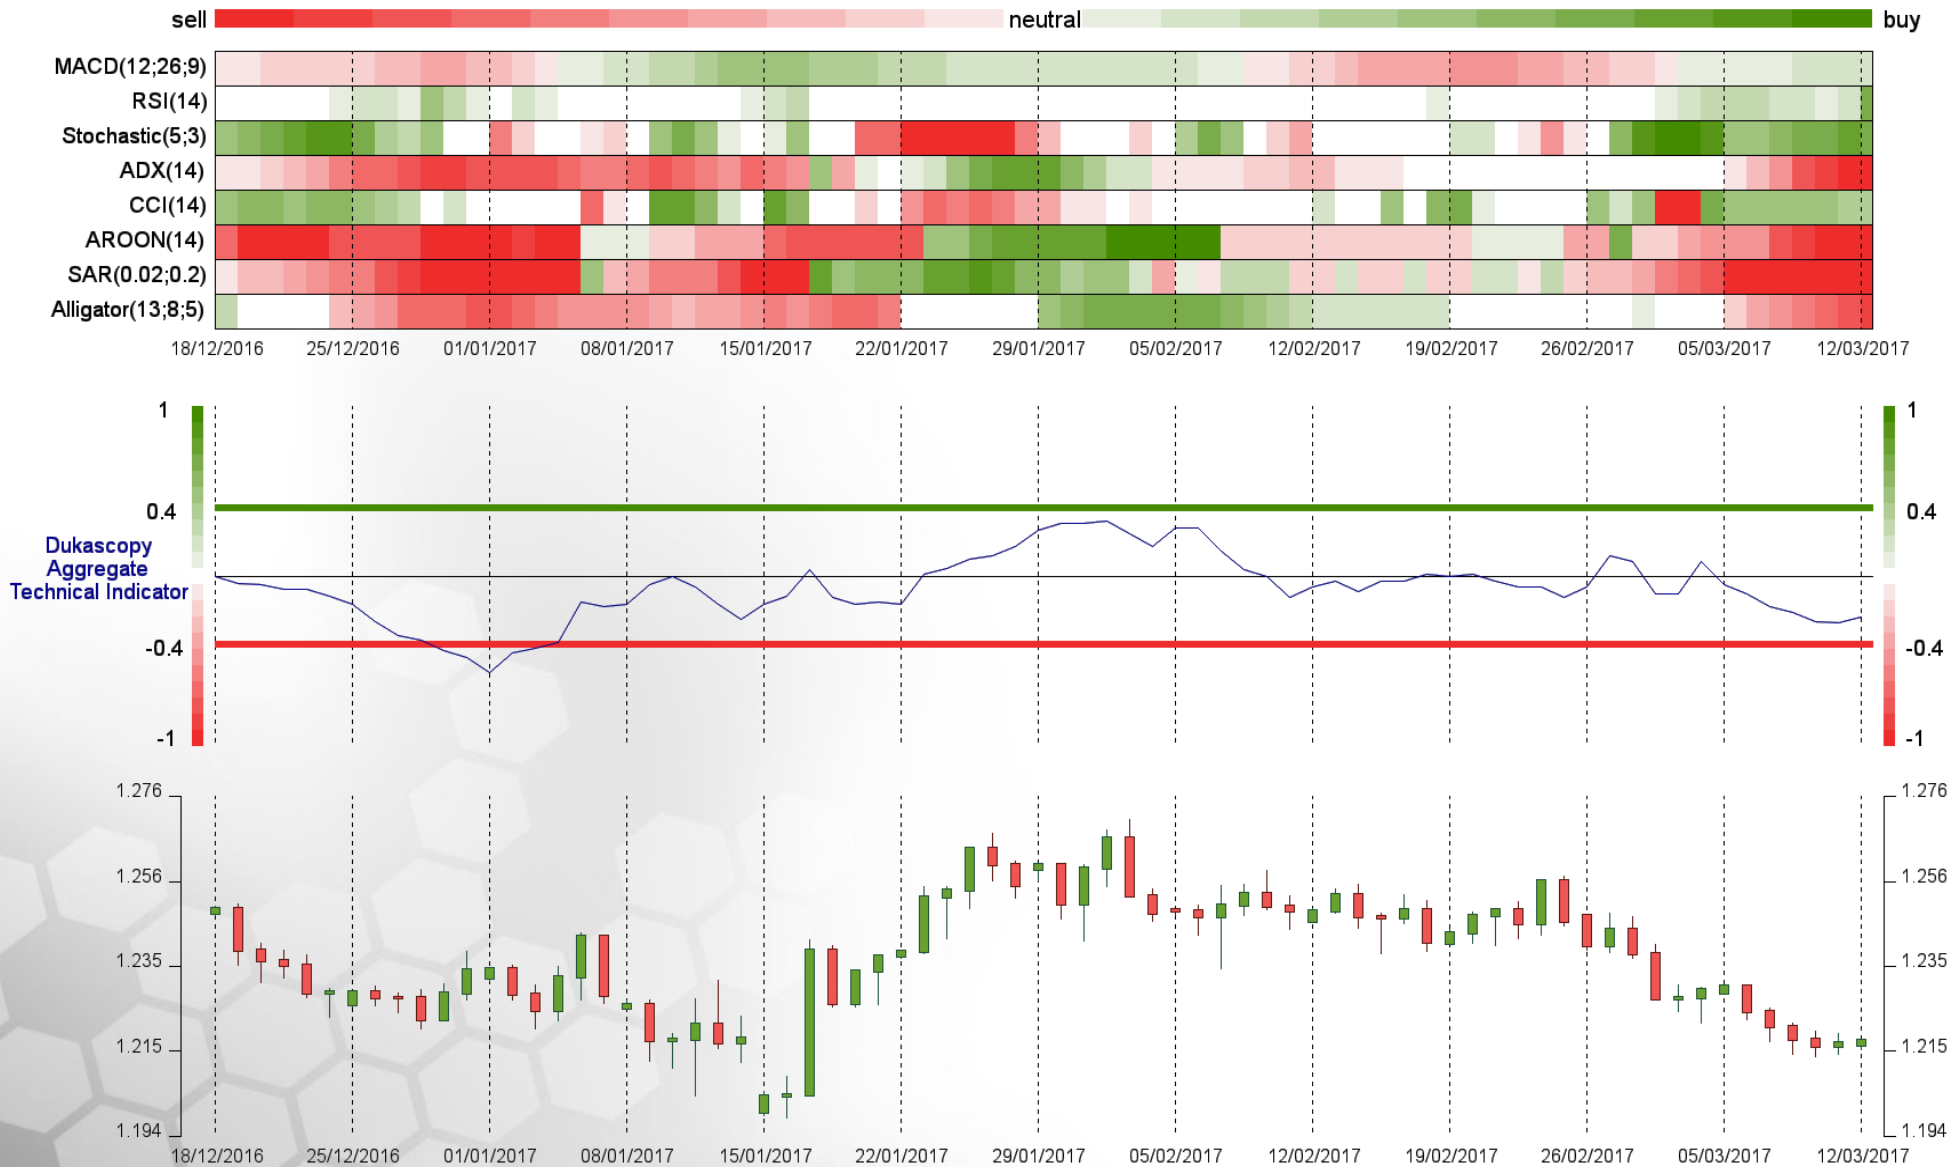 sell neutral buy
MACD(12;26;9)
RSI(14)
Stochastic(5;3)
ADX(14)
CCI(14)
AROON(14)
SAR(0.02;0.2)
Alligator(13;8;5)
18/12/2016 25/12/2016 01/01/2017 08/01/2017 15/01/2017 22/01/2017 29/01/2017 05/02/2017 12/02/2017 19/02/2017 26/02/2017 05/03/2017 12/03/2017
1 1
0.4 0.4
Dukascopy
Aggregate
Technical Indicator
-0.4 -0.4
-1 -1
1.276 1.276
1.256 1.256
1.235 1.235
1.215 1.215
1.194 1.194
18/12/2016 25/12/2016 01/01/2017 08/01/2017 15/01/2017 22/01/2017 29/01/2017 05/02/2017 12/02/2017 19/02/2017 26/02/2017 05/03/2017 12/03/2017